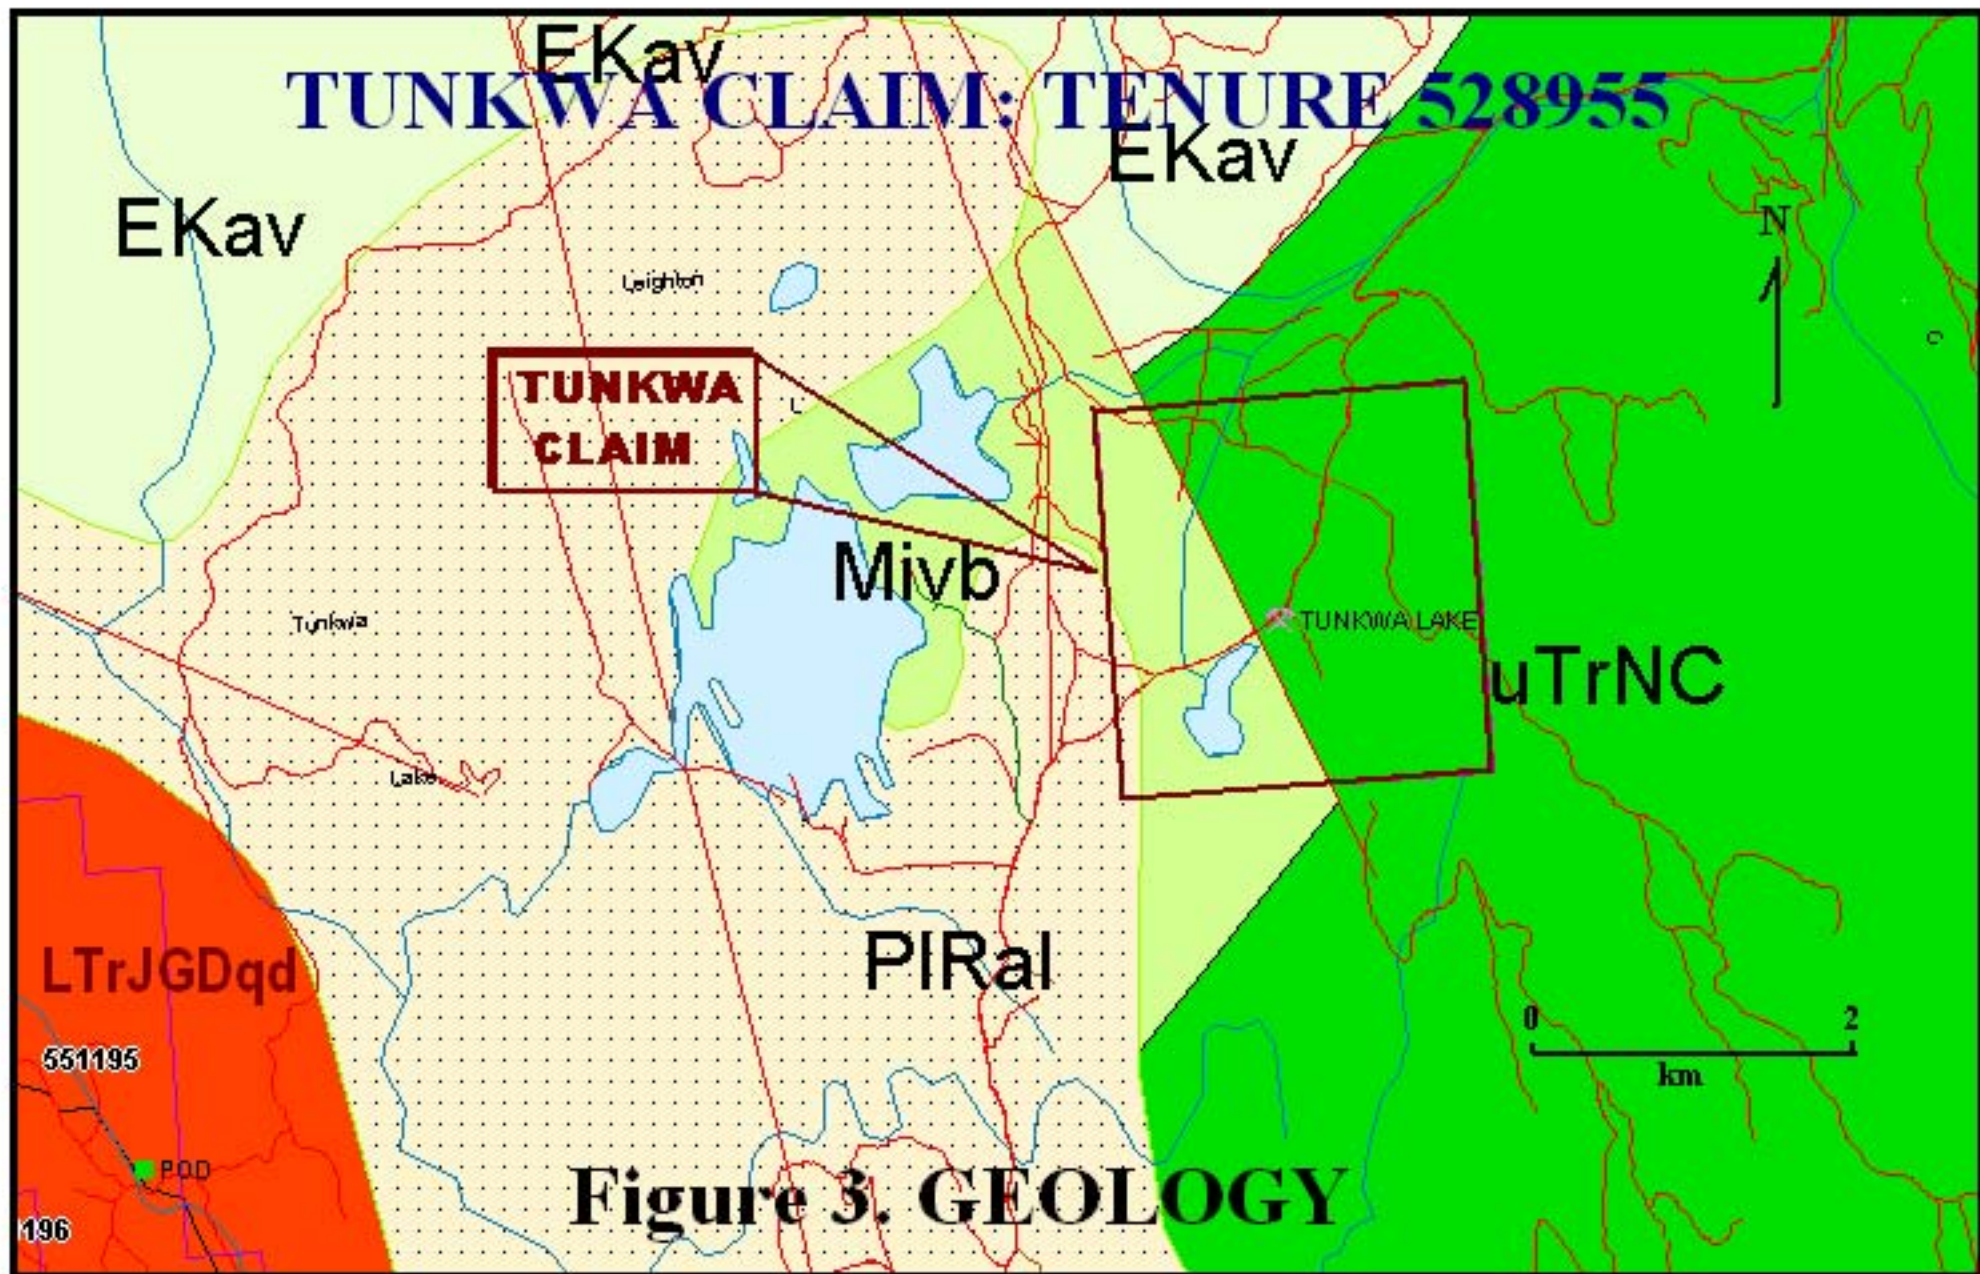 EKav
TUNKWA CLAIM: TENURE 528955
EKav
EKav
N
Leighton
TUNKWA
CLAIM
L
Mivb
Tunkwa
TUNKWA LAKE
uTrNC
Lake
PlRal
LTrJGDqd
0 2
km
551195
POD
196
Figure 3. GEOLOGY